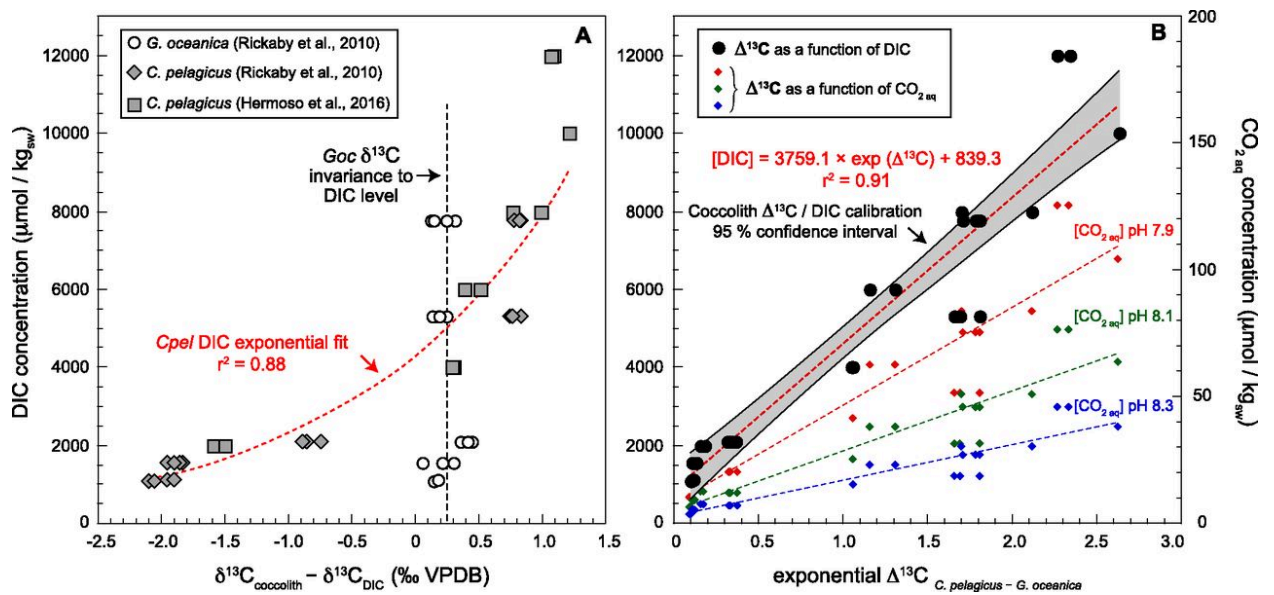 A
G. oceanica (Rickaby et al., 2010)
C. pelagicus (Rickaby et al., 2010)
C. pelagicus (Hermoso et al., 2016)
Goc δ¹³C
invariance to
DIC level
Cpel DIC exponential fit
r² = 0.88
DIC concentration (µmol / kgsw)
12000
10000
8000
6000
4000
2000
0
-2.5 -2.0 -1.5 -1.0 -0.5 0.0 0.5 1.0 1.5
δ¹³Ccoccolith – δ¹³CDIC (‰ VPDB)
B
Δ¹³C as a function of DIC
Δ¹³C as a function of CO2 aq
[DIC] = 3759.1 × exp (Δ¹³C) + 839.3
r² = 0.91
Coccolith Δ¹³C / DIC calibration
95 % confidence interval
[CO2 aq] pH 7.9
[CO2 aq] pH 8.1
[CO2 aq] pH 8.3
12000
10000
8000
6000
4000
2000
0
200
150
100
50
0
CO2 aq concentration (µmol / kgsw)
0 0.5 1.0 1.5 2.0 2.5 3.0
exponential Δ¹³C C. pelagicus – G. oceanica